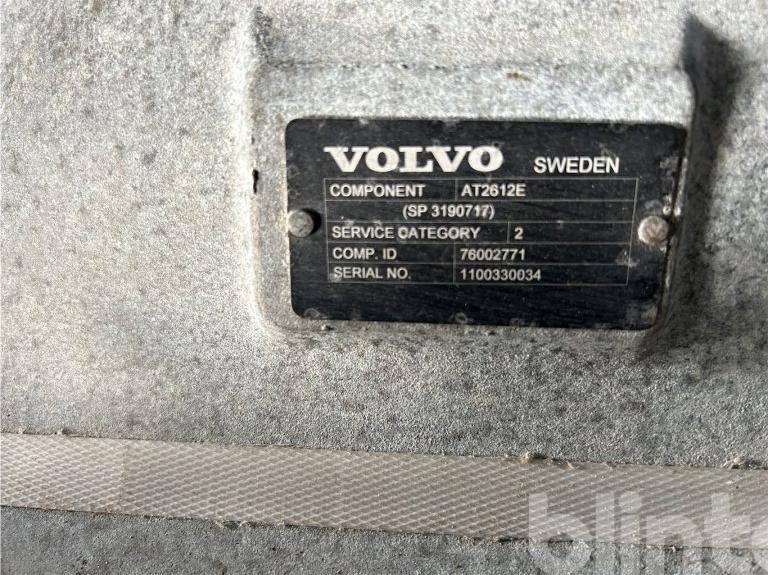 VOLVO SWEDEN
COMPONENT AT2612E
(SP 3190717)
SERVICE CATEGORY 2
COMP. ID 76002771
SERIAL NO. 1100330034